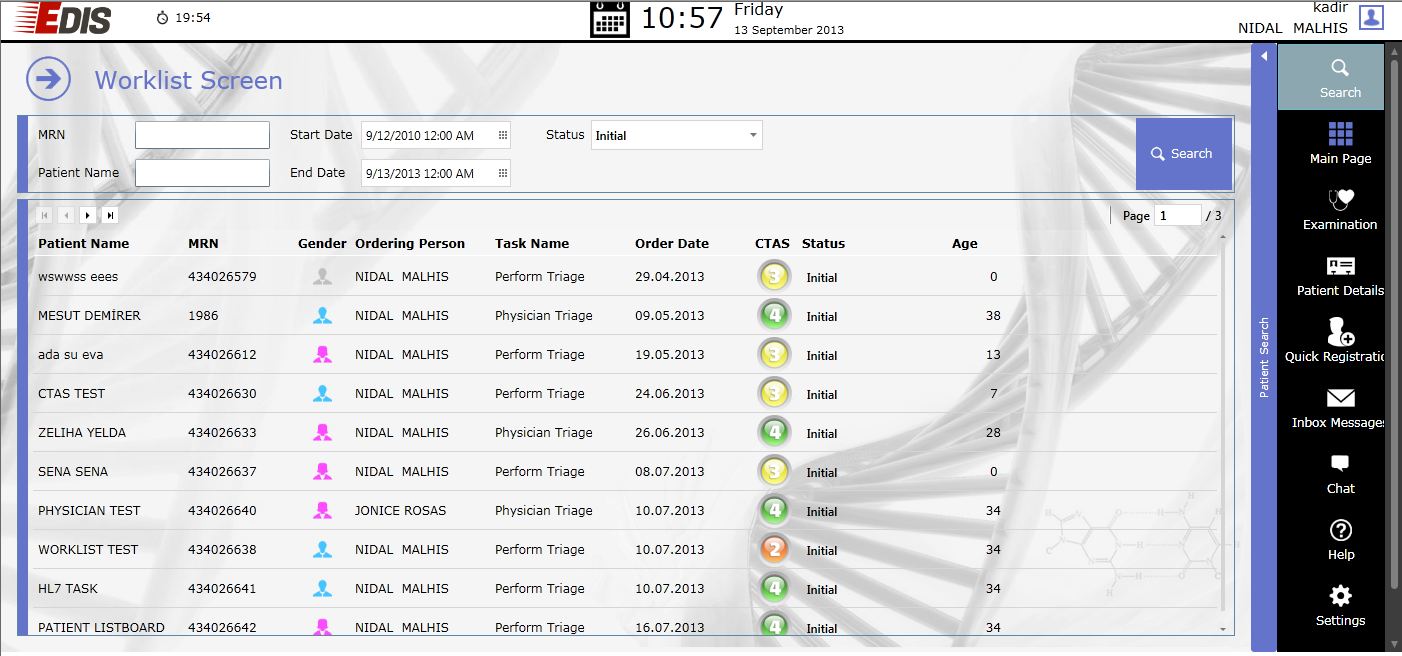 EDIS
19:54
10:57
Friday
13 September 2013
kadir
NIDAL MALHIS
Worklist Screen
MRN
Start Date 9/12/2010 12:00 AM
Status Initial
Patient Name
End Date 9/13/2013 12:00 AM
Search
Page 1 / 3
Patient Name MRN Gender Ordering Person Task Name Order Date CTAS Status Age
wswwss eees 434026579 NIDAL MALHIS Perform Triage 29.04.2013 3 Initial 0
MESUT DEMİRER 1986 NIDAL MALHIS Physician Triage 09.05.2013 4 Initial 38
ada su eva 434026612 NIDAL MALHIS Perform Triage 19.05.2013 3 Initial 13
CTAS TEST 434026630 NIDAL MALHIS Perform Triage 24.06.2013 3 Initial 7
ZELIHA YELDA 434026633 NIDAL MALHIS Physician Triage 26.06.2013 4 Initial 28
SENA SENA 434026637 NIDAL MALHIS Perform Triage 08.07.2013 3 Initial 0
PHYSICIAN TEST 434026640 JONICE ROSAS Physician Triage 10.07.2013 4 Initial 34
WORKLIST TEST 434026638 NIDAL MALHIS Perform Triage 10.07.2013 2 Initial 34
HL7 TASK 434026641 NIDAL MALHIS Perform Triage 10.07.2013 4 Initial 34
PATIENT LISTBOARD 434026642 NIDAL MALHIS Perform Triage 16.07.2013 4 Initial 34
Patient Search
Search
Main Page
Examination
Patient Details
Quick Registratio
Inbox Messages
Chat
Help
Settings